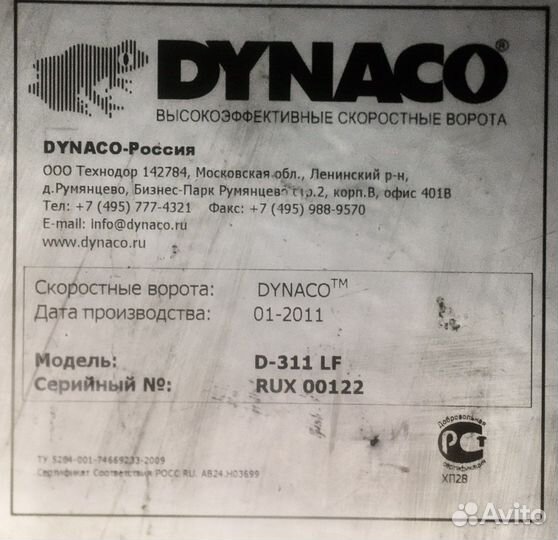 DYNACO®
ВЫСОКОЭФФЕКТИВНЫЕ СКОРОСТНЫЕ ВОРОТА
DYNACO-Россия
ООО Технодор 142784, Московская обл., Ленинский р-н,
д.Румянцево, Бизнес-Парк Румянцево стр.2, корп.В, офис 401В
Тел: +7 (495) 777-4321 Факс: +7 (495) 988-9570
E-mail: info@dynaco.ru
www.dynaco.ru
Скоростные ворота: DYNACO™
Дата производства: 01-2011
Модель: D-311 LF
Серийный №: RUX 00122
Добровольная
РСТ
сертификация
ХП28
ТУ 5284-001-74669233-2009
Сертификат Соответствия РОСС RU. АВ24.Н03699
Avito